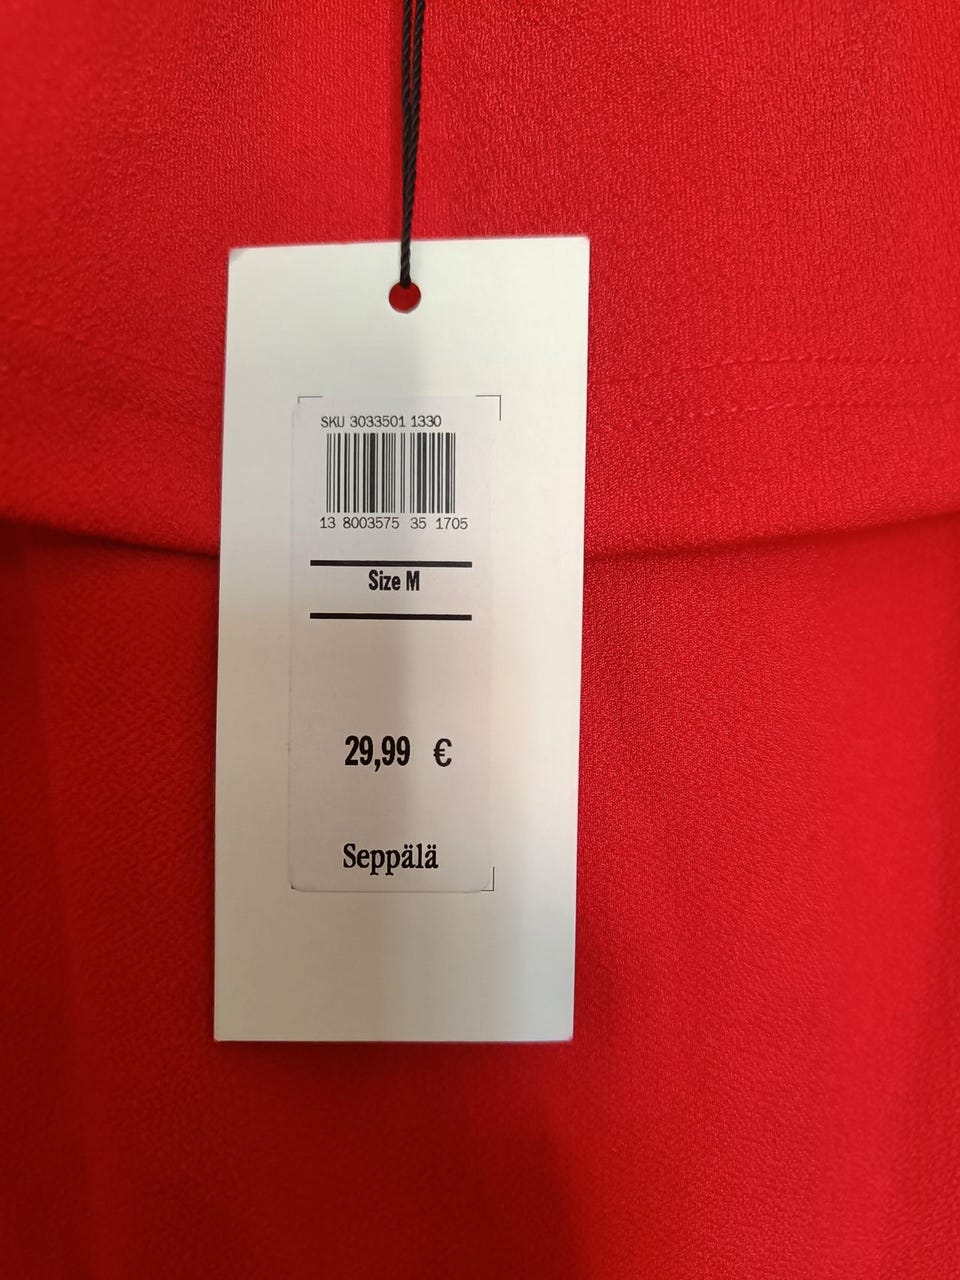 SKU 3033501 1330
13 8003575 35 1705
Size M
29,99 €
Seppälä